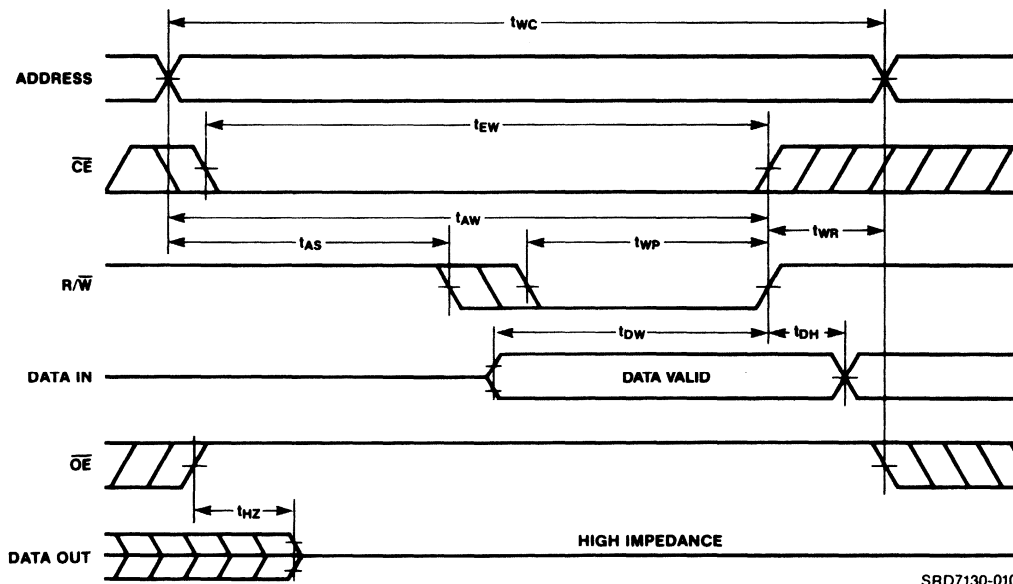 tWC
ADDRESS
tEW
CE
tAW
tAS
tWP
tWR
R/W
tDW
tDH
DATA IN
DATA VALID
OE
tHZ
HIGH IMPEDANCE
DATA OUT
SRD7130-010